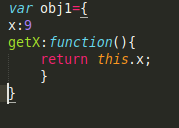 var obj1={
x:9
getX:function(){
return this.x;
}
}